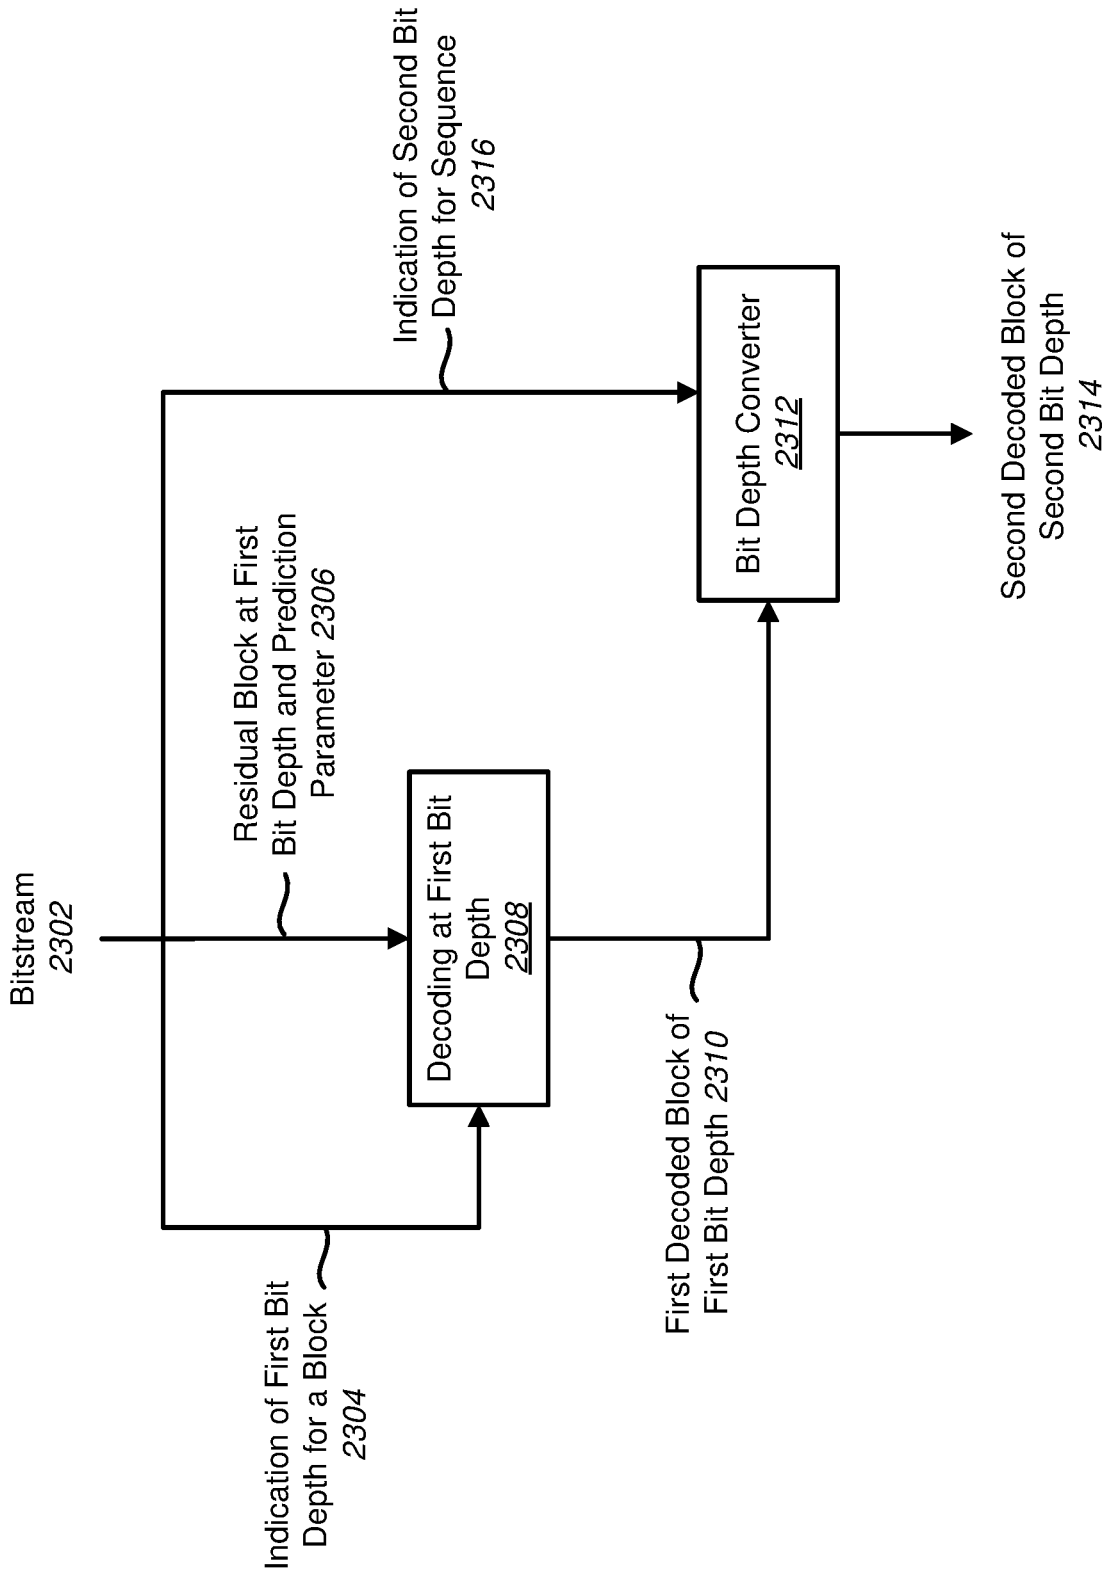 Bitstream
2302
Indication of First Bit
Depth for a Block
2304
Residual Block at First
Bit Depth and Prediction
Parameter 2306
Indication of Second Bit
Depth for Sequence
2316
Decoding at First Bit
Depth
2308
First Decoded Block of
First Bit Depth 2310
Bit Depth Converter
2312
Second Decoded Block of
Second Bit Depth
2314